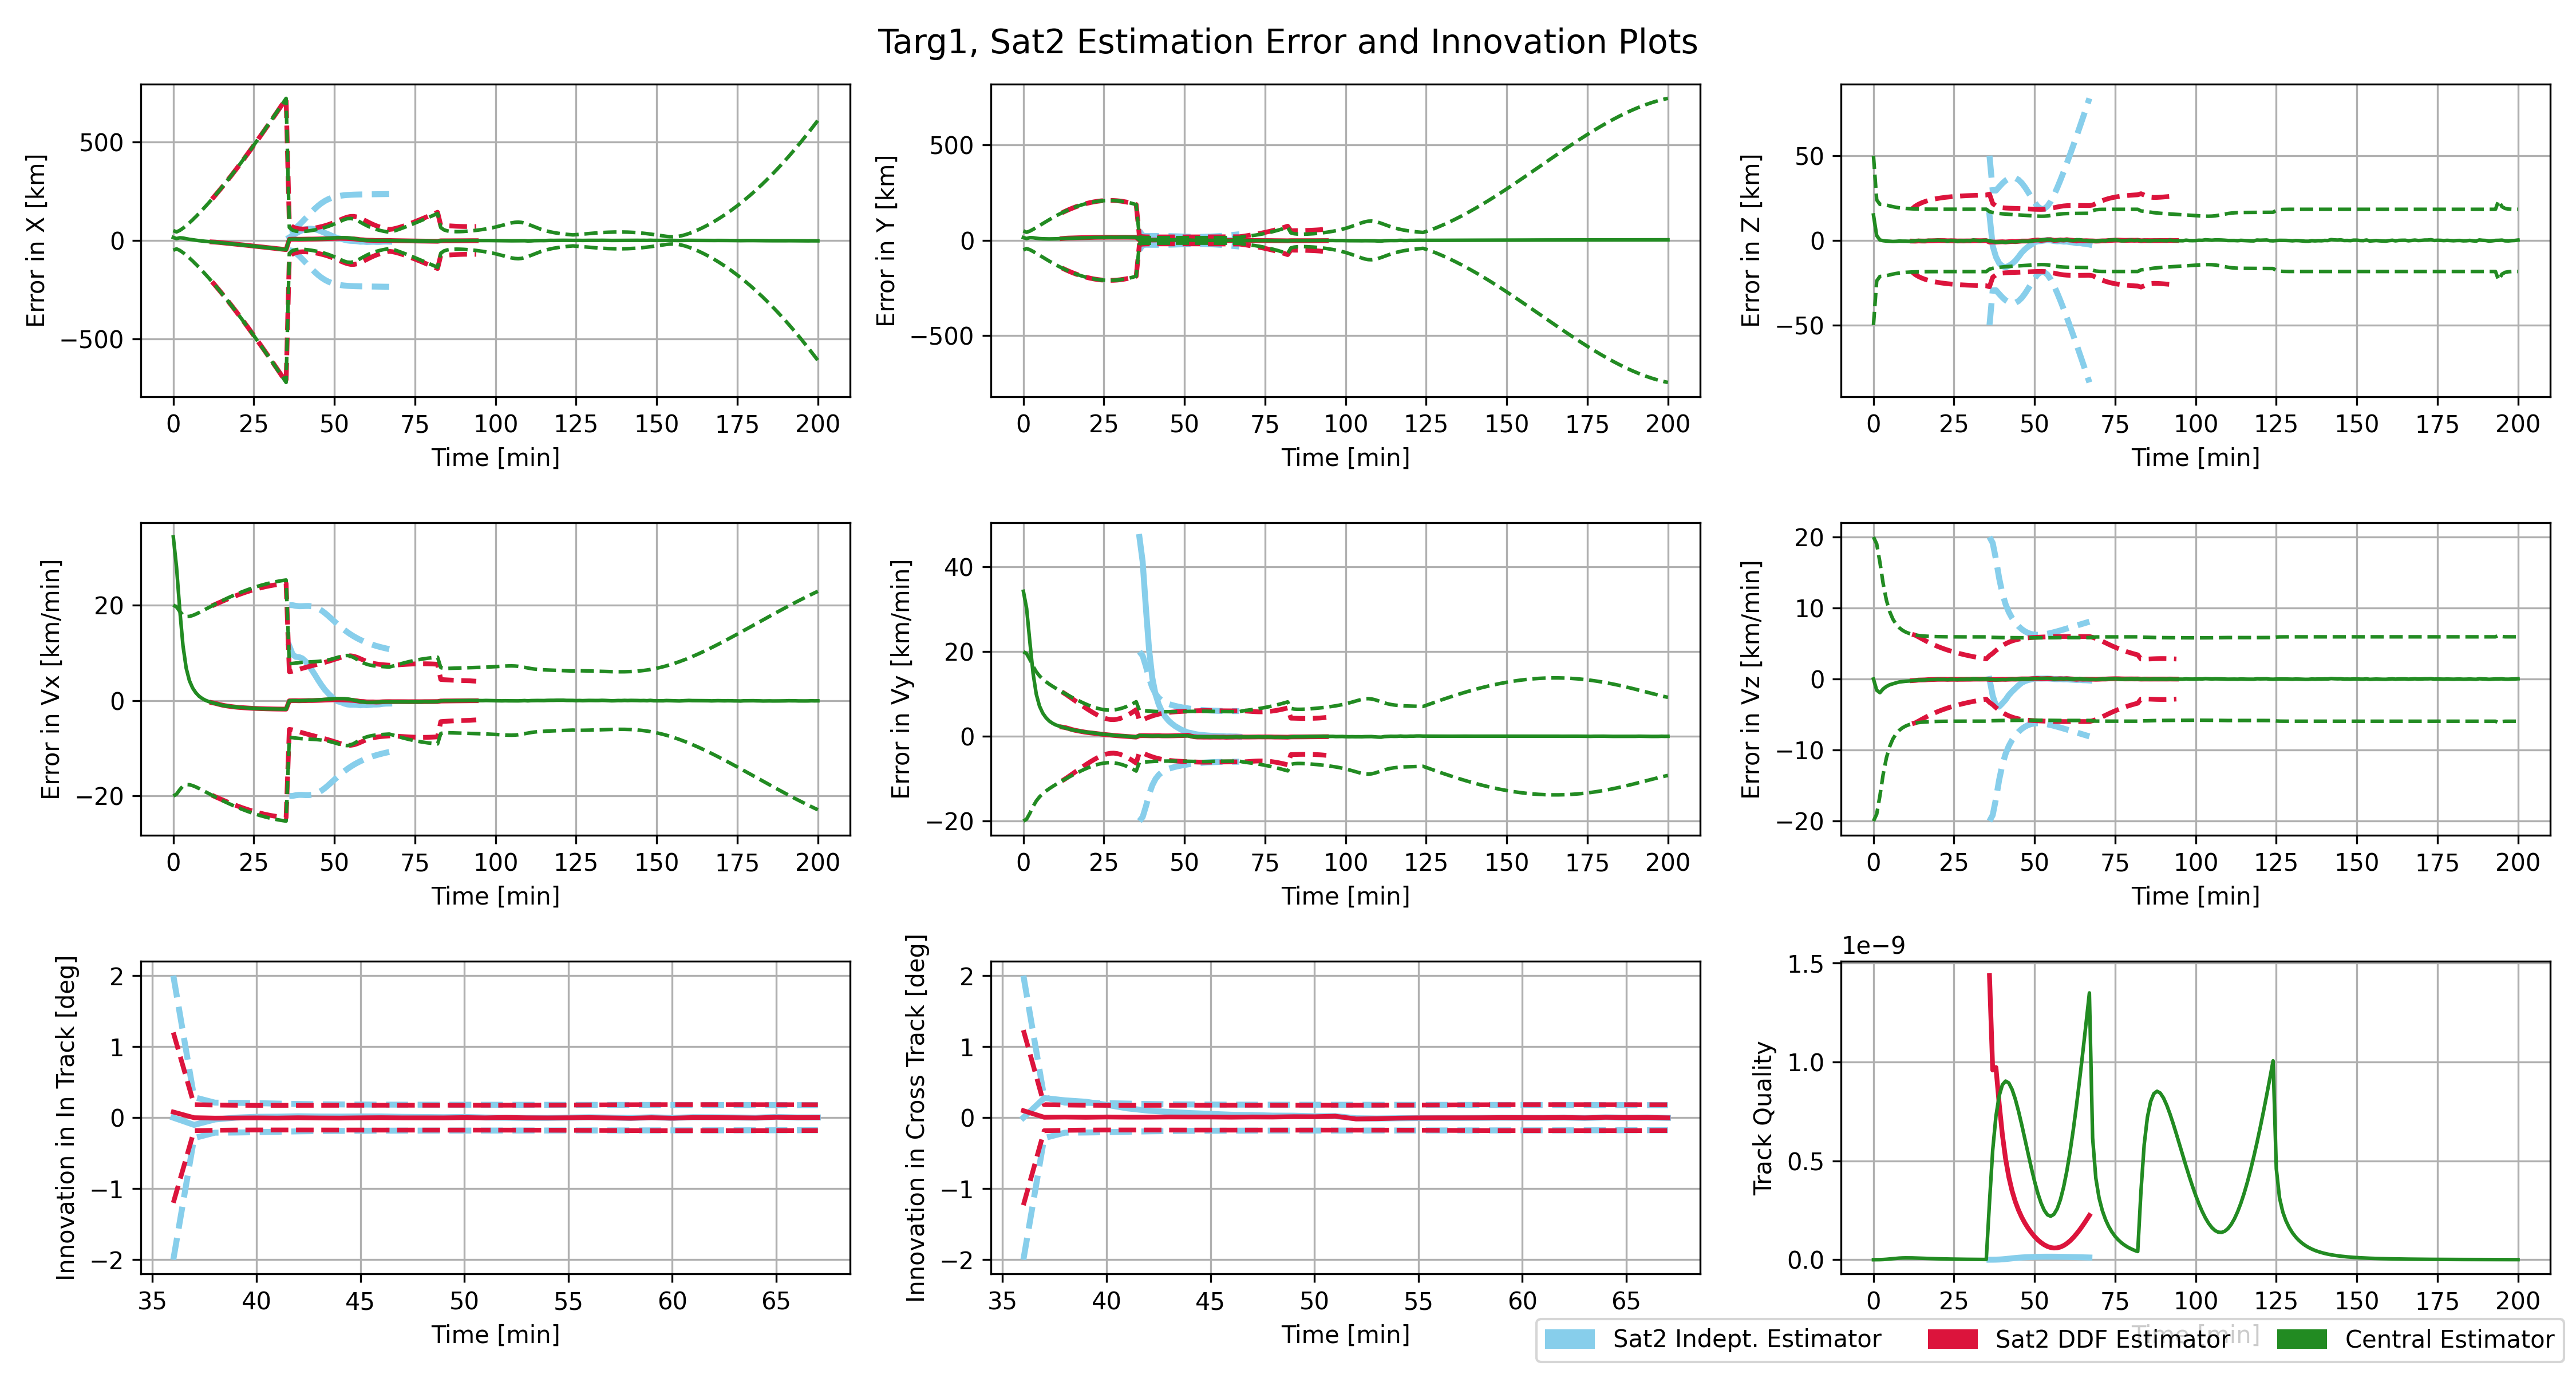 Targ1, Sat2 Estimation Error and Innovation Plots
Error in X [km]
500
0
−500
0 25 50 75 100 125 150 175 200
Time [min]
Error in Y [km]
500
0
−500
0 25 50 75 100 125 150 175 200
Time [min]
Error in Z [km]
50
0
−50
0 25 50 75 100 125 150 175 200
Time [min]
Error in Vx [km/min]
20
0
−20
0 25 50 75 100 125 150 175 200
Time [min]
Error in Vy [km/min]
40
20
0
−20
0 25 50 75 100 125 150 175 200
Time [min]
Error in Vz [km/min]
20
10
0
−10
−20
0 25 50 75 100 125 150 175 200
Time [min]
Innovation in In Track [deg]
2
1
0
−1
−2
35 40 45 50 55 60 65
Time [min]
Innovation in Cross Track [deg]
2
1
0
−1
−2
35 40 45 50 55 60 65
Time [min]
1e−9
Track Quality
1.5
1.0
0.5
0.0
0 25 50 75 100 125 150 175 200
Time [min]
Sat2 Indept. Estimator Sat2 DDF Estimator Central Estimator